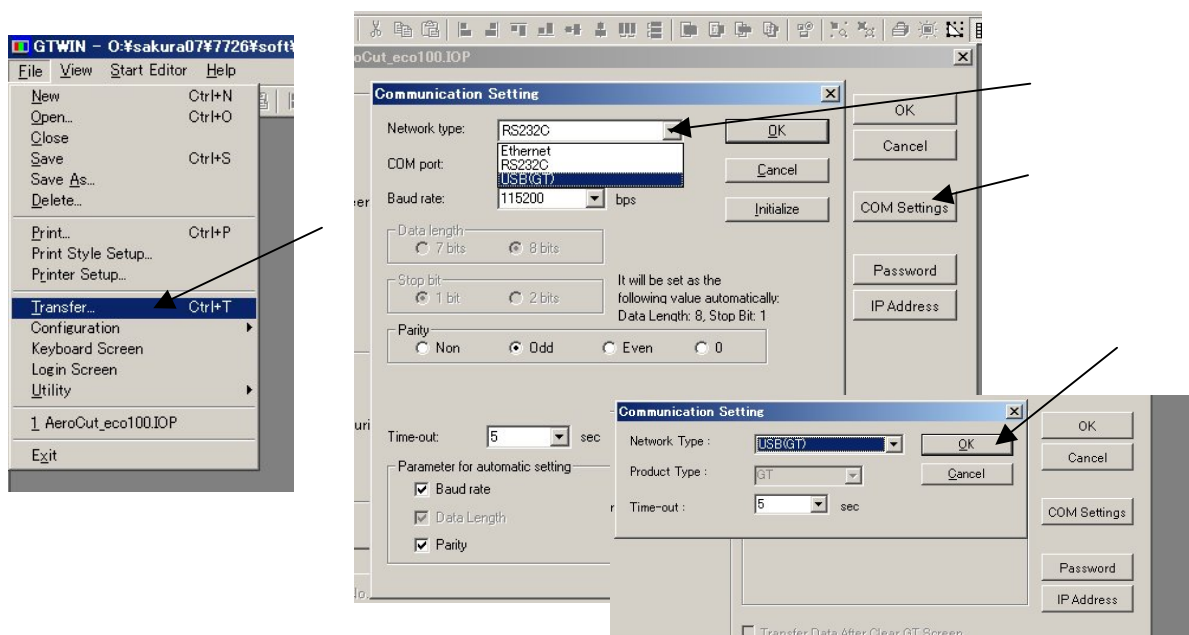 GTWIN - O:¥sakura07¥7726¥soft¥
File View Start Editor Help
New Ctrl+N
Open... Ctrl+O
Close
Save Ctrl+S
Save As...
Delete...
Print... Ctrl+P
Print Style Setup...
Printer Setup...
Transfer... Ctrl+T
Configuration
Keyboard Screen
Login Screen
Utility
1 AeroCut_eco100.IOP
Exit
oCut_eco100.IOP
Communication Setting
Network type: RS232C
Ethernet
RS232C
USB(GT)
COM port:
Baud rate: 115200 bps
Data length
7 bits 8 bits
Stop bit
1 bit 2 bits
It will be set as the
following value automatically:
Data Length: 8, Stop Bit: 1
Parity
Non Odd Even 0
Time-out: 5 sec
Parameter for automatic setting
Baud rate
Data Length
Parity
OK
Cancel
Initialize
OK
Cancel
COM Settings
Password
IP Address
Communication Setting
Network Type : USB(GT)
Product Type : GT
Time-out : 5 sec
OK
Cancel
OK
Cancel
COM Settings
Password
IP Address
Transfer Data After Clear GT Screen